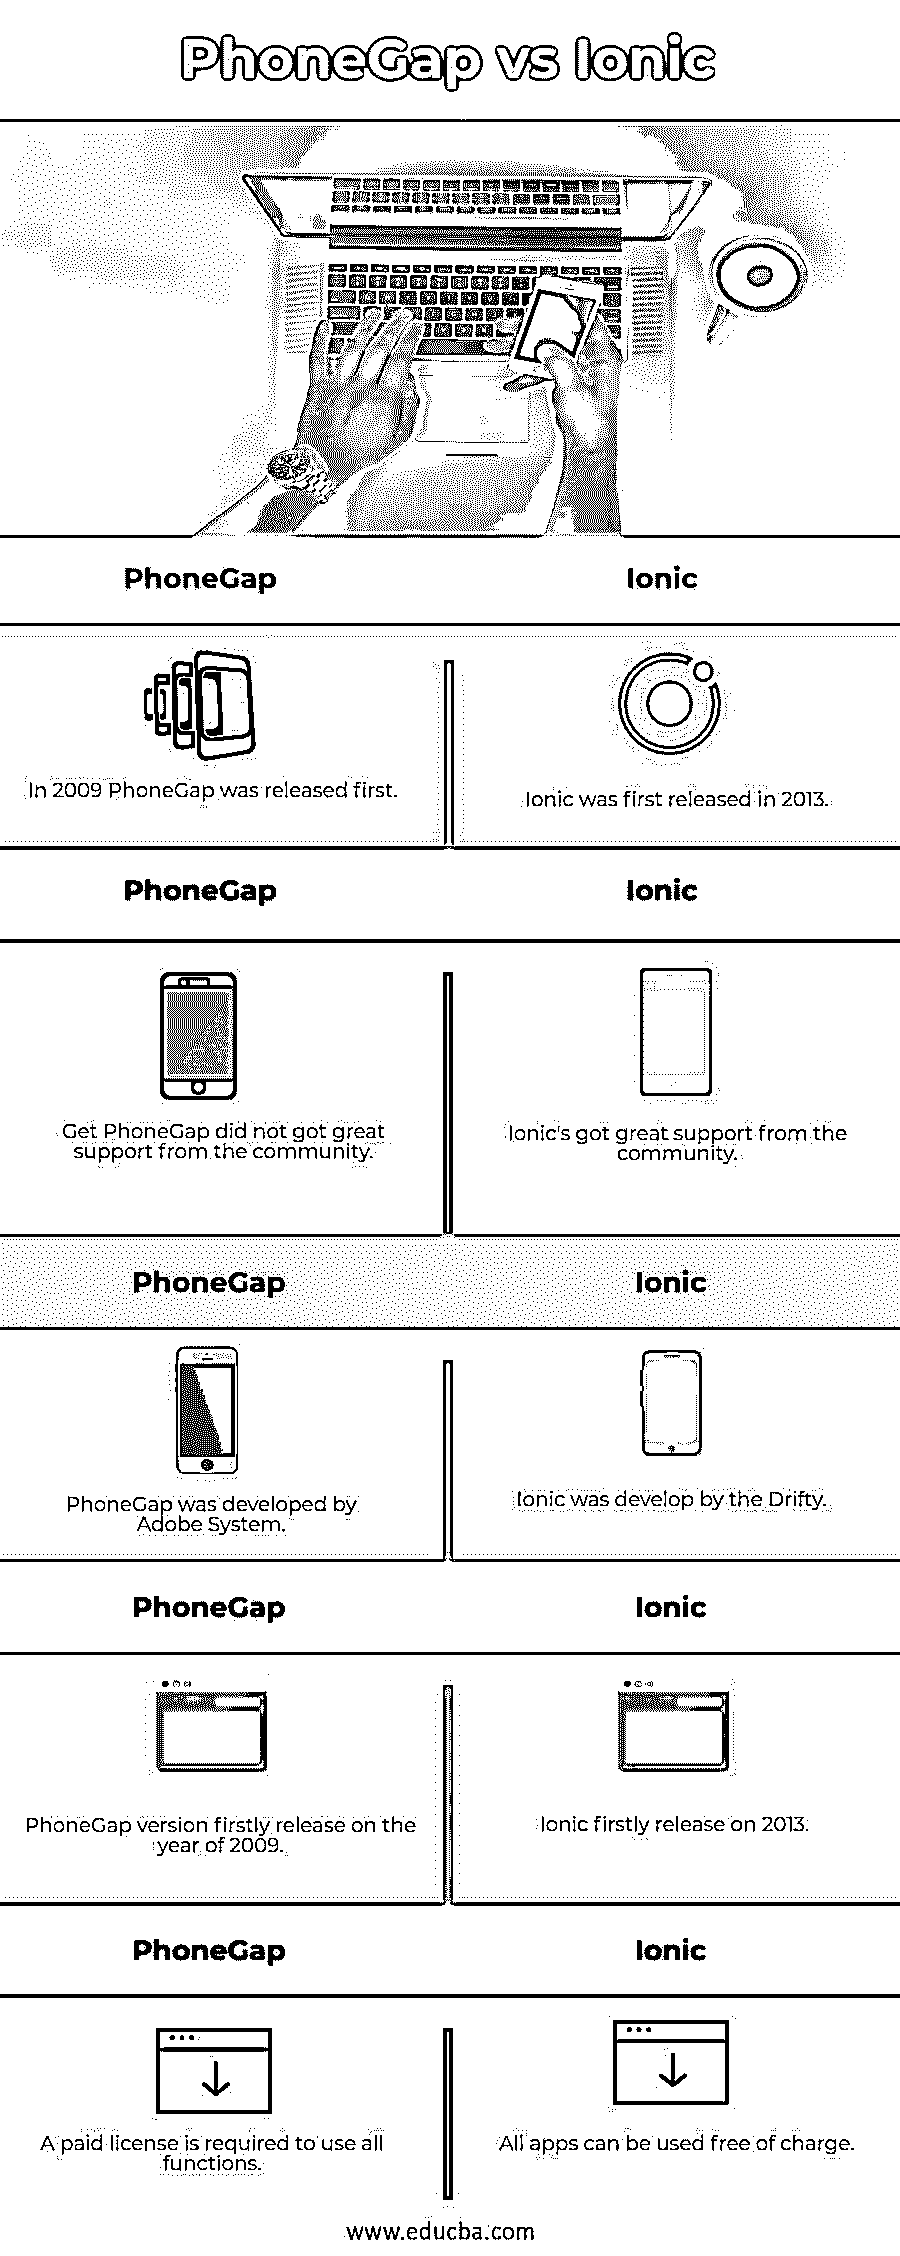 PhoneGap vs Ionic
PhoneGap
Ionic
In 2009 PhoneGap was released first.
Ionic was first released in 2013.
PhoneGap
Ionic
Get PhoneGap did not got great
support from the community.
Ionic's got great support from the
community.
PhoneGap
Ionic
PhoneGap was developed by
Adobe System.
Ionic was develop by the Drifty.
PhoneGap
Ionic
PhoneGap version firstly release on the
year of 2009.
Ionic firstly release on 2013.
PhoneGap
Ionic
A paid license is required to use all
functions.
All apps can be used free of charge.
www.educba.com